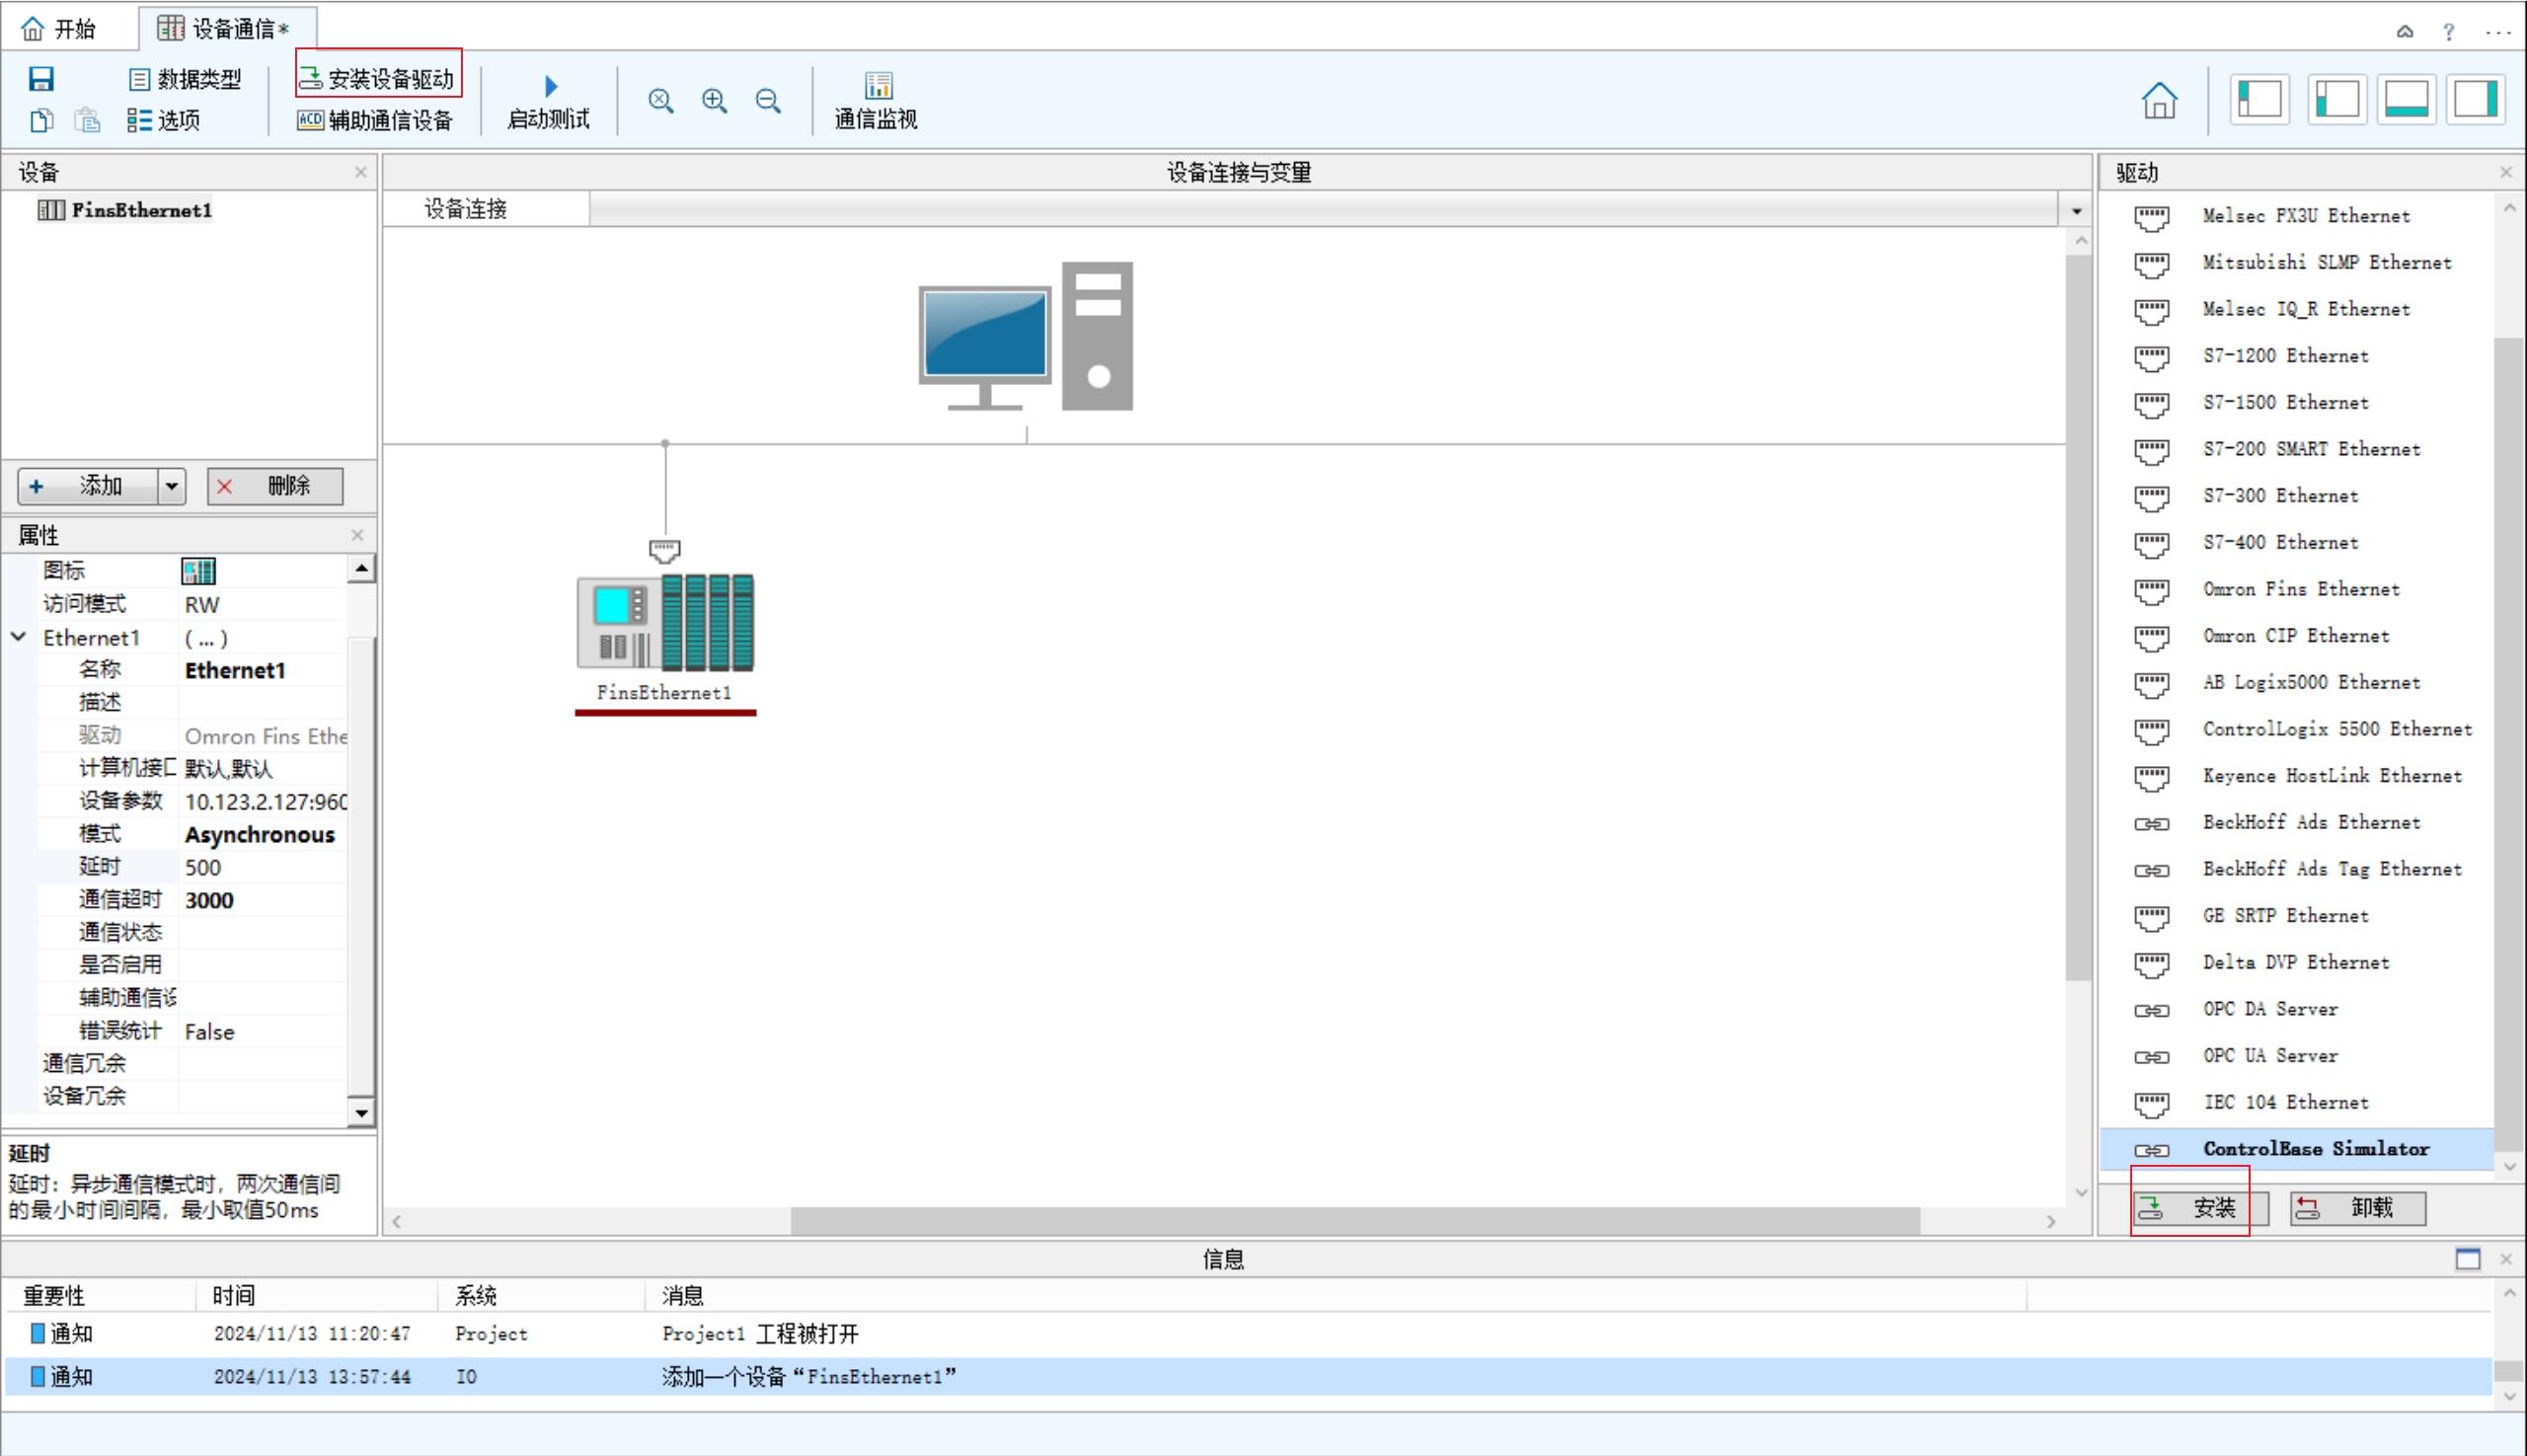 开始
设备通信*
?
...
数据类型
安装设备驱动
选项
ACD 辅助通信设备
启动测试
通信监视
设备
FinsEthernet1
添加
删除
属性
图标
访问模式 RW
Ethernet1 ( ... )
名称 Ethernet1
描述
驱动 Omron Fins Ethe
计算机接口 默认,默认
设备参数 10.123.2.127:960
模式 Asynchronous
延时 500
通信超时 3000
通信状态
是否启用
辅助通信设
错误统计 False
通信冗余
设备冗余
延时
延时：异步通信模式时，两次通信间
的最小时间间隔，最小取值50ms
设备连接与变量
设备连接
FinsEthernet1
驱动
Melsec FX3U Ethernet
Mitsubishi SLMP Ethernet
Melsec IQ_R Ethernet
S7-1200 Ethernet
S7-1500 Ethernet
S7-200 SMART Ethernet
S7-300 Ethernet
S7-400 Ethernet
Omron Fins Ethernet
Omron CIP Ethernet
AB Logix5000 Ethernet
ControlLogix 5500 Ethernet
Keyence HostLink Ethernet
BeckHoff Ads Ethernet
BeckHoff Ads Tag Ethernet
GE SRTP Ethernet
Delta DVP Ethernet
OPC DA Server
OPC UA Server
IEC 104 Ethernet
ControlBase Simulator
安装
卸载
信息
重要性 时间 系统 消息
通知 2024/11/13 11:20:47 Project Project1 工程被打开
通知 2024/11/13 13:57:44 IO 添加一个设备“FinsEthernet1”